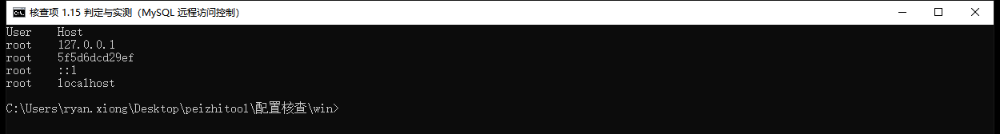 核查项 1.15 判定与实测（MySQL 远程访问控制）
User    Host
root    127.0.0.1
root    5f5d6dcd29ef
root    ::1
root    localhost
C:\Users\ryan.xiong\Desktop\peizhitool\配置核查\win>